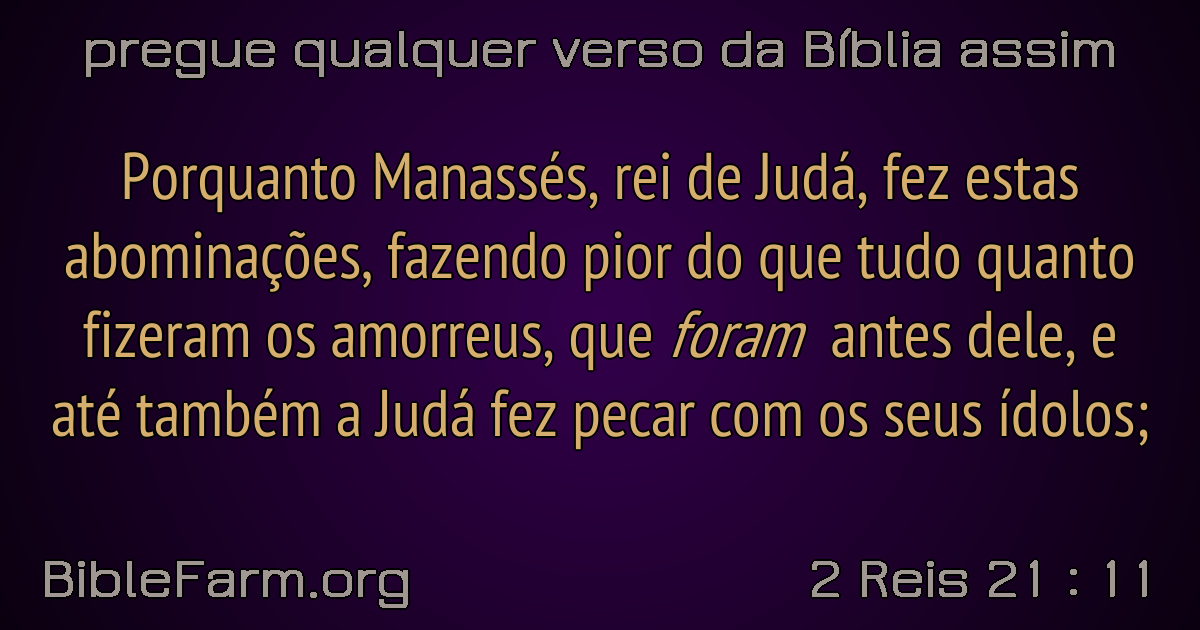 pregue qualquer verso da Bíblia assim
Porquanto Manassés, rei de Judá, fez estas
abominações, fazendo pior do que tudo quanto
fizeram os amorreus, que foram antes dele, e
até também a Judá fez pecar com os seus ídolos;
BibleFarm.org
2 Reis 21 : 11